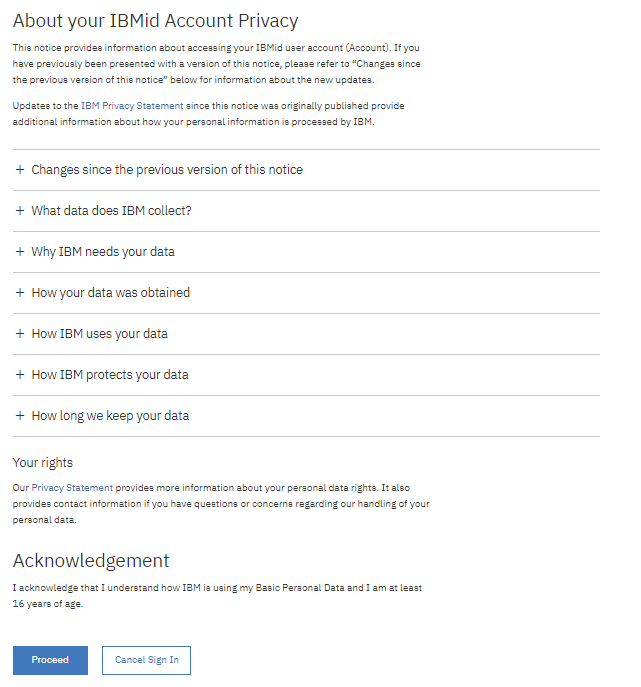 About your IBMid Account Privacy
This notice provides information about accessing your IBMid user account (Account). If you
have previously been presented with a version of this notice, please refer to “Changes since
the previous version of this notice” below for information about the new updates.
Updates to the IBM Privacy Statement since this notice was originally published provide
additional information about how your personal information is processed by IBM.
+ Changes since the previous version of this notice
+ What data does IBM collect?
+ Why IBM needs your data
+ How your data was obtained
+ How IBM uses your data
+ How IBM protects your data
+ How long we keep your data
Your rights
Our Privacy Statement provides more information about your personal data rights. It also
provides contact information if you have questions or concerns regarding our handling of your
personal data.
Acknowledgement
I acknowledge that I understand how IBM is using my Basic Personal Data and I am at least
16 years of age.
Proceed
Cancel Sign In